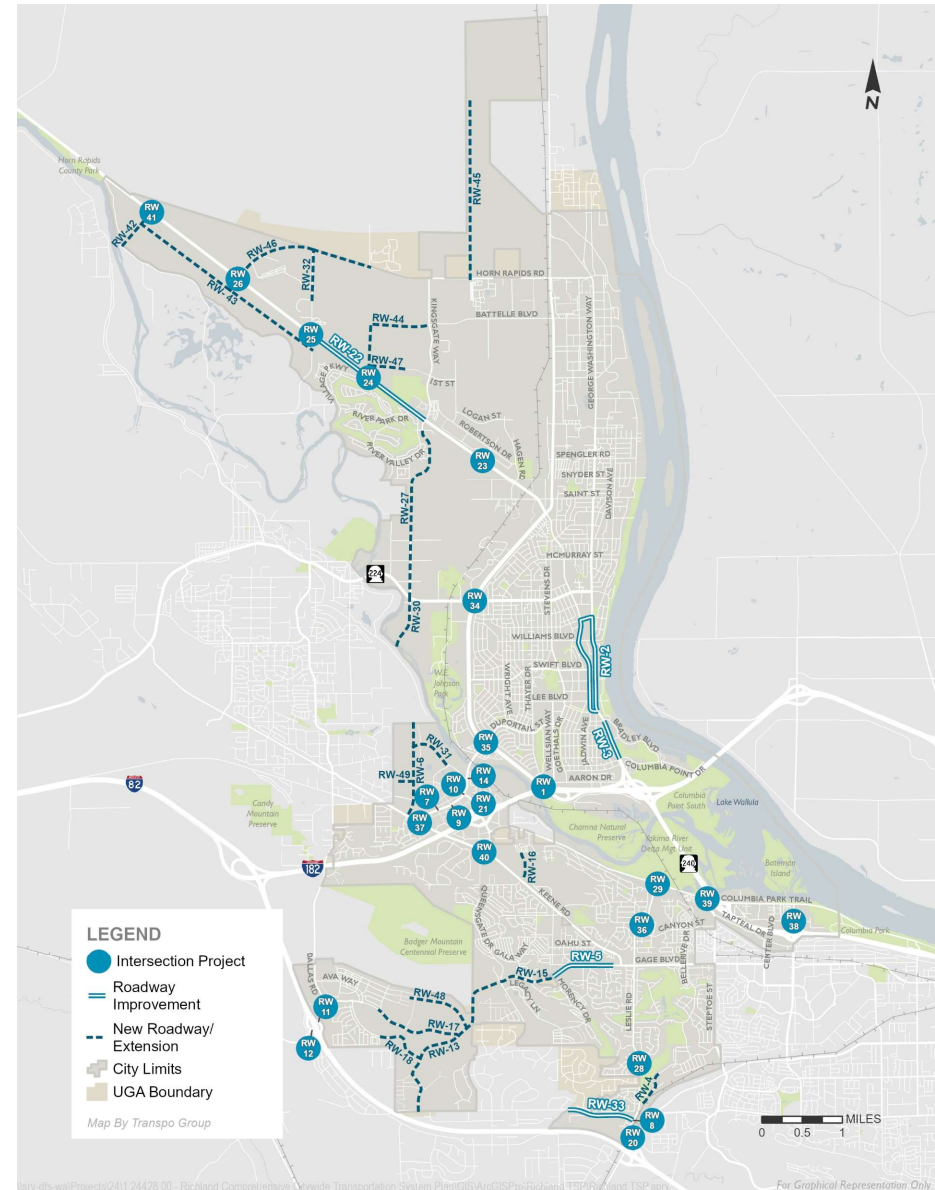 N
Horn Rapids
County Park
RW
41
RW-42
RW-46
RW-45
RW
26
RW-32
RW-43
HORN RAPIDS RD
KINGSGATE WAY
BATTELLE BLVD
GEORGE WASHINGTON WAY
RW-44
RW
25
RW-22
RW-47
RW
24
VILLAGE PKWY
1ST ST
RIVER PARK DR
LOGAN ST
ROBERTSON DR
HAGEN RD
RIVER VALLEY DR
RW
23
SPENGLER RD
SNYDER ST
SAINT ST
DAVISON AVE
RW-27
MCMURRAY ST
224
STEVENS DR
RW
34
RW-30
WILLIAMS BLVD
RW-2
SWIFT BLVD
W.E.
Johnson
Park
WRIGHT AVE
THAYER DR
LEE BLVD
DUPORTAIL ST
WELLSIAN WAY
GOETHALS DR
JADWIN AVE
RW-3
BRADLEY BLVD
COLUMBIA POINT DR
RW
35
RW-31
RW-6
RW-49
RW
10
RW
14
AARON DR
RW
1
82
RW
7
RW
21
Columbia
Point South
Lake Wallula
Candy
Mountain
Preserve
RW
37
RW
9
Chamna Natural
Preserve
Yakima River
Delta Mgt Unit
182
RW
40
RW-16
240
Bateman
Island
RW
29
RW
39
COLUMBIA PARK TRAIL
KEENE RD
QUEENSGATE DR
RW
36
CANYON ST
TAPTEAL DR
CENTER BLVD
RW
38
Columbia Park
Badger Mountain
Centennial Preserve
GALA WAY
OAHU ST
BELLERIVE DR
GAGE BLVD
RW-5
RW-15
DALLAS RD
AVA WAY
LEGACY LN
MORENCY DR
LESLIE RD
STEPTOE ST
RW-48
RW
11
RW-17
RW
12
RW-18
RW-13
RW
28
RW-4
RW-33
RW
8
RW
20
LEGEND
Intersection Project
Roadway
Improvement
New Roadway/
Extension
City Limits
UGA Boundary
Map By Transpo Group
MILES
0 0.5 1
For Graphical Representation Only